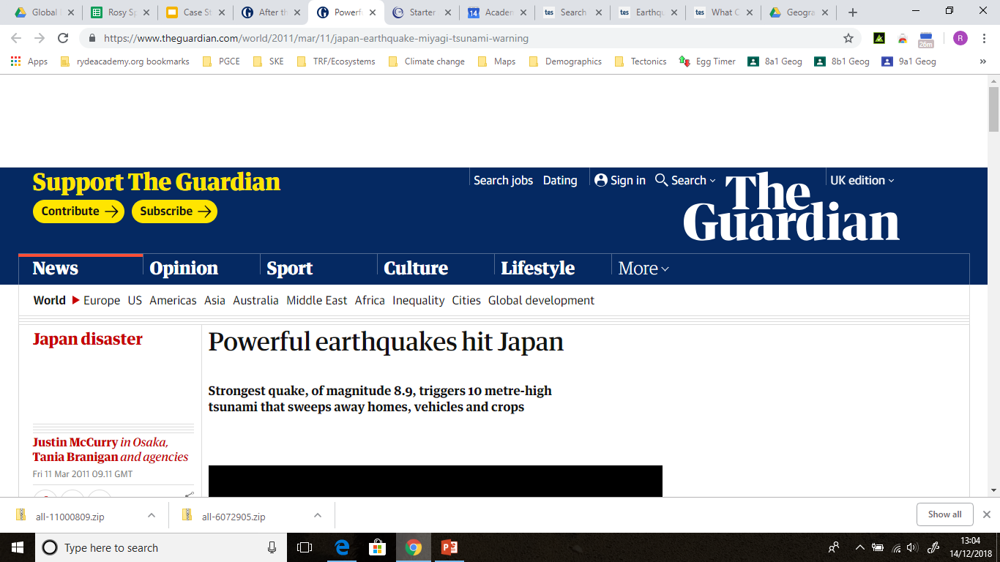 Global
Rosy Sp
Case St
After th
Powerf
Starter
Academ
Search
Earthqu
What C
Geogra
https://www.theguardian.com/world/2011/mar/11/japan-earthquake-miyagi-tsunami-warning
R
26m
Apps
rydeacademy.org bookmarks
PGCE
SKE
TRF/Ecosystems
Climate change
Maps
Demographics
Tectonics
Egg Timer
8a1 Geog
8b1 Geog
9a1 Geog
»
Support The Guardian
Contribute
Subscribe
Search jobs
Dating
Sign in
Search
The
Guardian
UK edition
News
Opinion
Sport
Culture
Lifestyle
More
World
Europe
US
Americas
Asia
Australia
Middle East
Africa
Inequality
Cities
Global development
Japan disaster
Powerful earthquakes hit Japan
Strongest quake, of magnitude 8.9, triggers 10 metre-high
tsunami that sweeps away homes, vehicles and crops
Justin McCurry in Osaka,
Tania Branigan and agencies
Fri 11 Mar 2011 09.11 GMT
all-11000809.zip
all-6072905.zip
Show all
Type here to search
13:04
14/12/2018